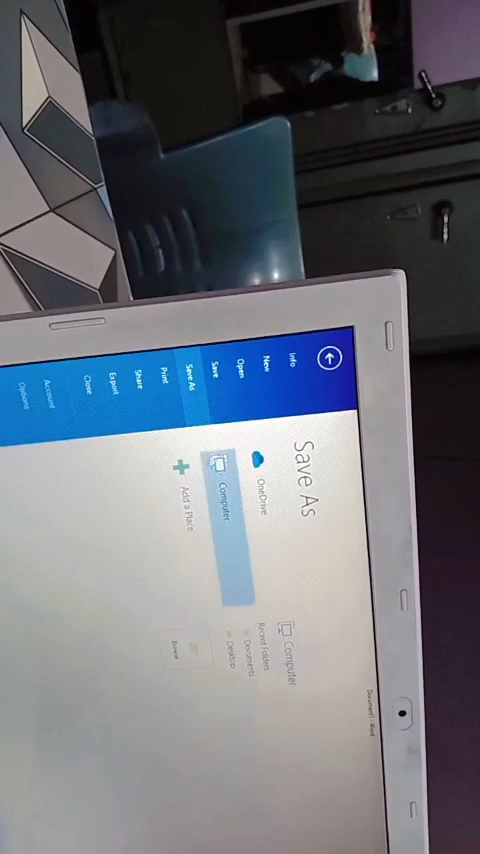 Document1 - Word
Info
New
Open
Save
Save As
Print
Share
Export
Close
Account
Options
Save As
OneDrive
Computer
Add a Place
Computer
Recent Folders
Documents
Desktop
Browse